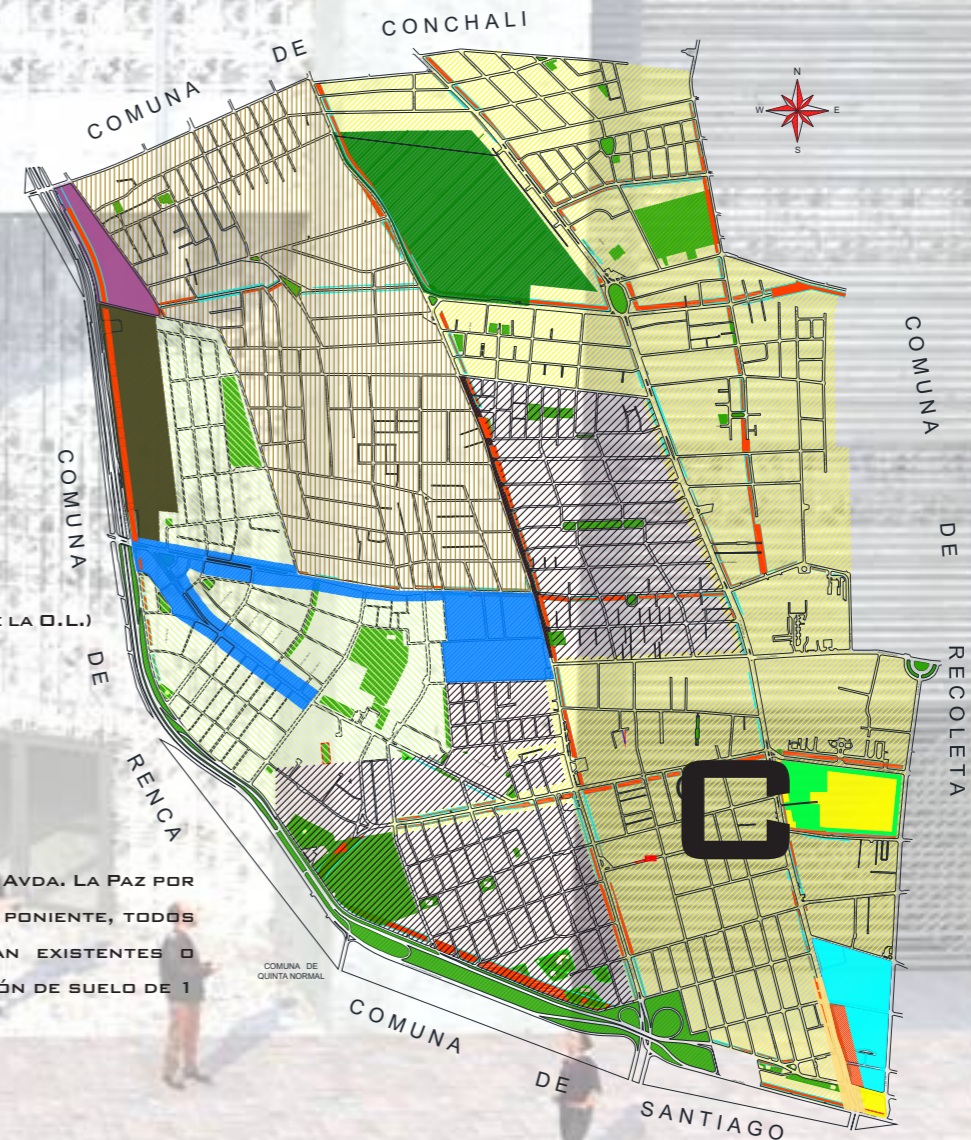 COMUNA DE CONCHALI
N
W E
S
COMUNA DE RECOLETA
COMUNA DE RENCA
E LA O.L.)
C
AVDA. LA PAZ POR
PONIENTE, TODOS
AN EXISTENTES O
ÓN DE SUELO DE 1
COMUNA DE
QUINTA NORMAL
COMUNA DE SANTIAGO